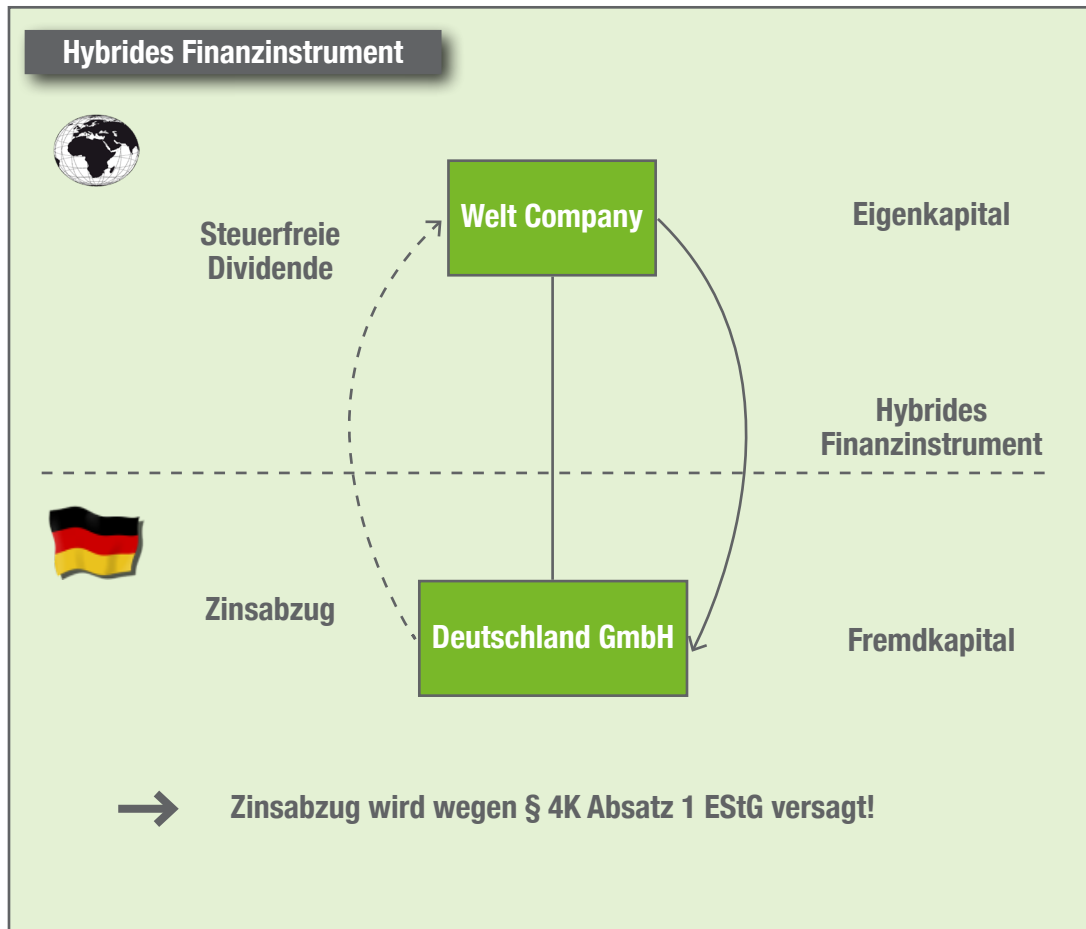 Hybrides Finanzinstrument
Welt Company
Steuerfreie
Dividende
Eigenkapital
Hybrides
Finanzinstrument
Zinsabzug
Deutschland GmbH
Fremdkapital
Zinsabzug wird wegen § 4K Absatz 1 EStG versagt!